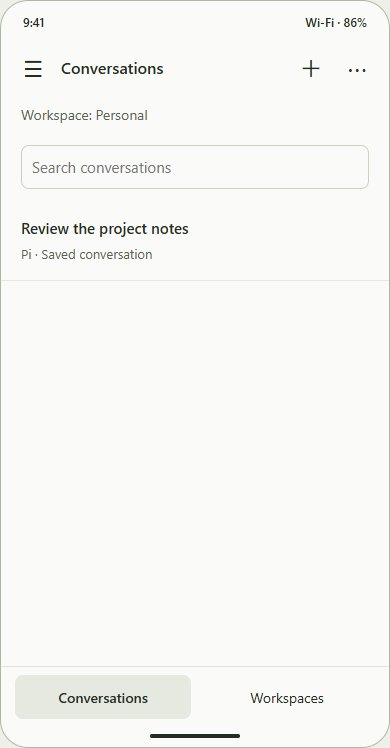 9:41
Wi-Fi · 86%
Conversations
Workspace: Personal
Search conversations
Review the project notes
Pi · Saved conversation
Conversations
Workspaces